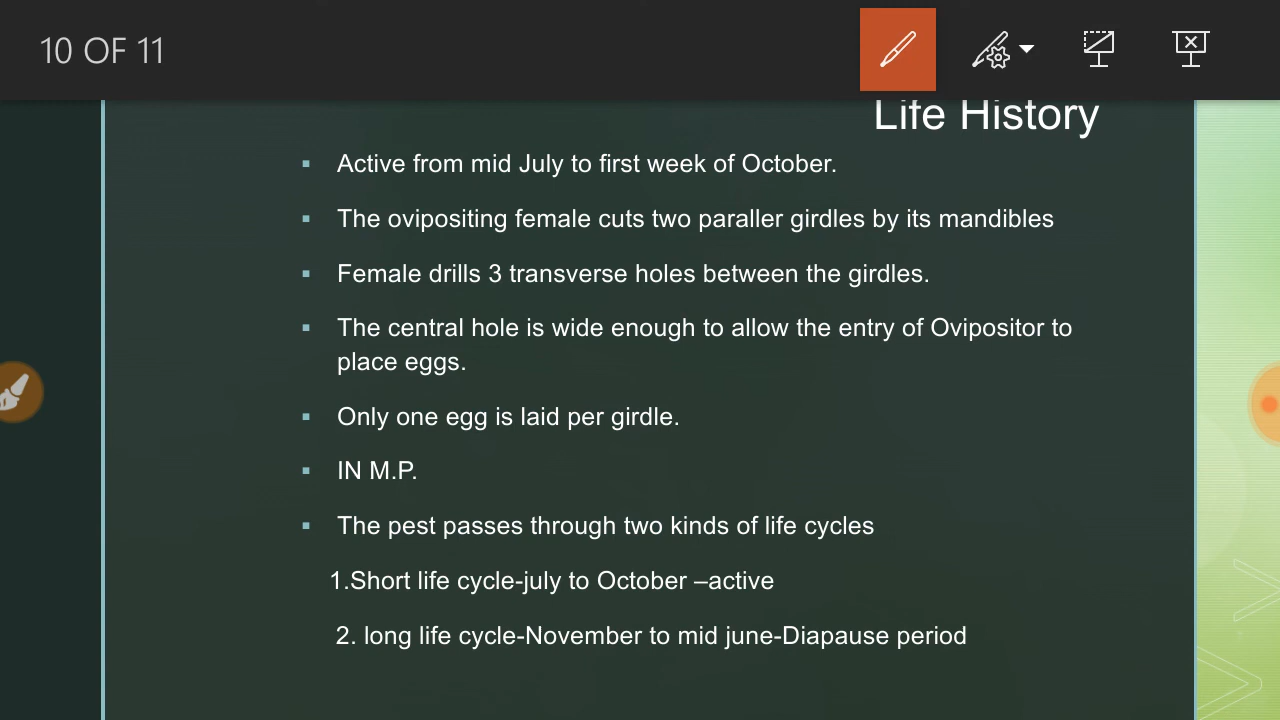 10 OF 11
Life History
▪ Active from mid July to first week of October.
▪ The ovipositing female cuts two paraller girdles by its mandibles
▪ Female drills 3 transverse holes between the girdles.
▪ The central hole is wide enough to allow the entry of Ovipositor to
place eggs.
▪ Only one egg is laid per girdle.
▪ IN M.P.
▪ The pest passes through two kinds of life cycles
1.Short life cycle-july to October –active
2. long life cycle-November to mid june-Diapause period